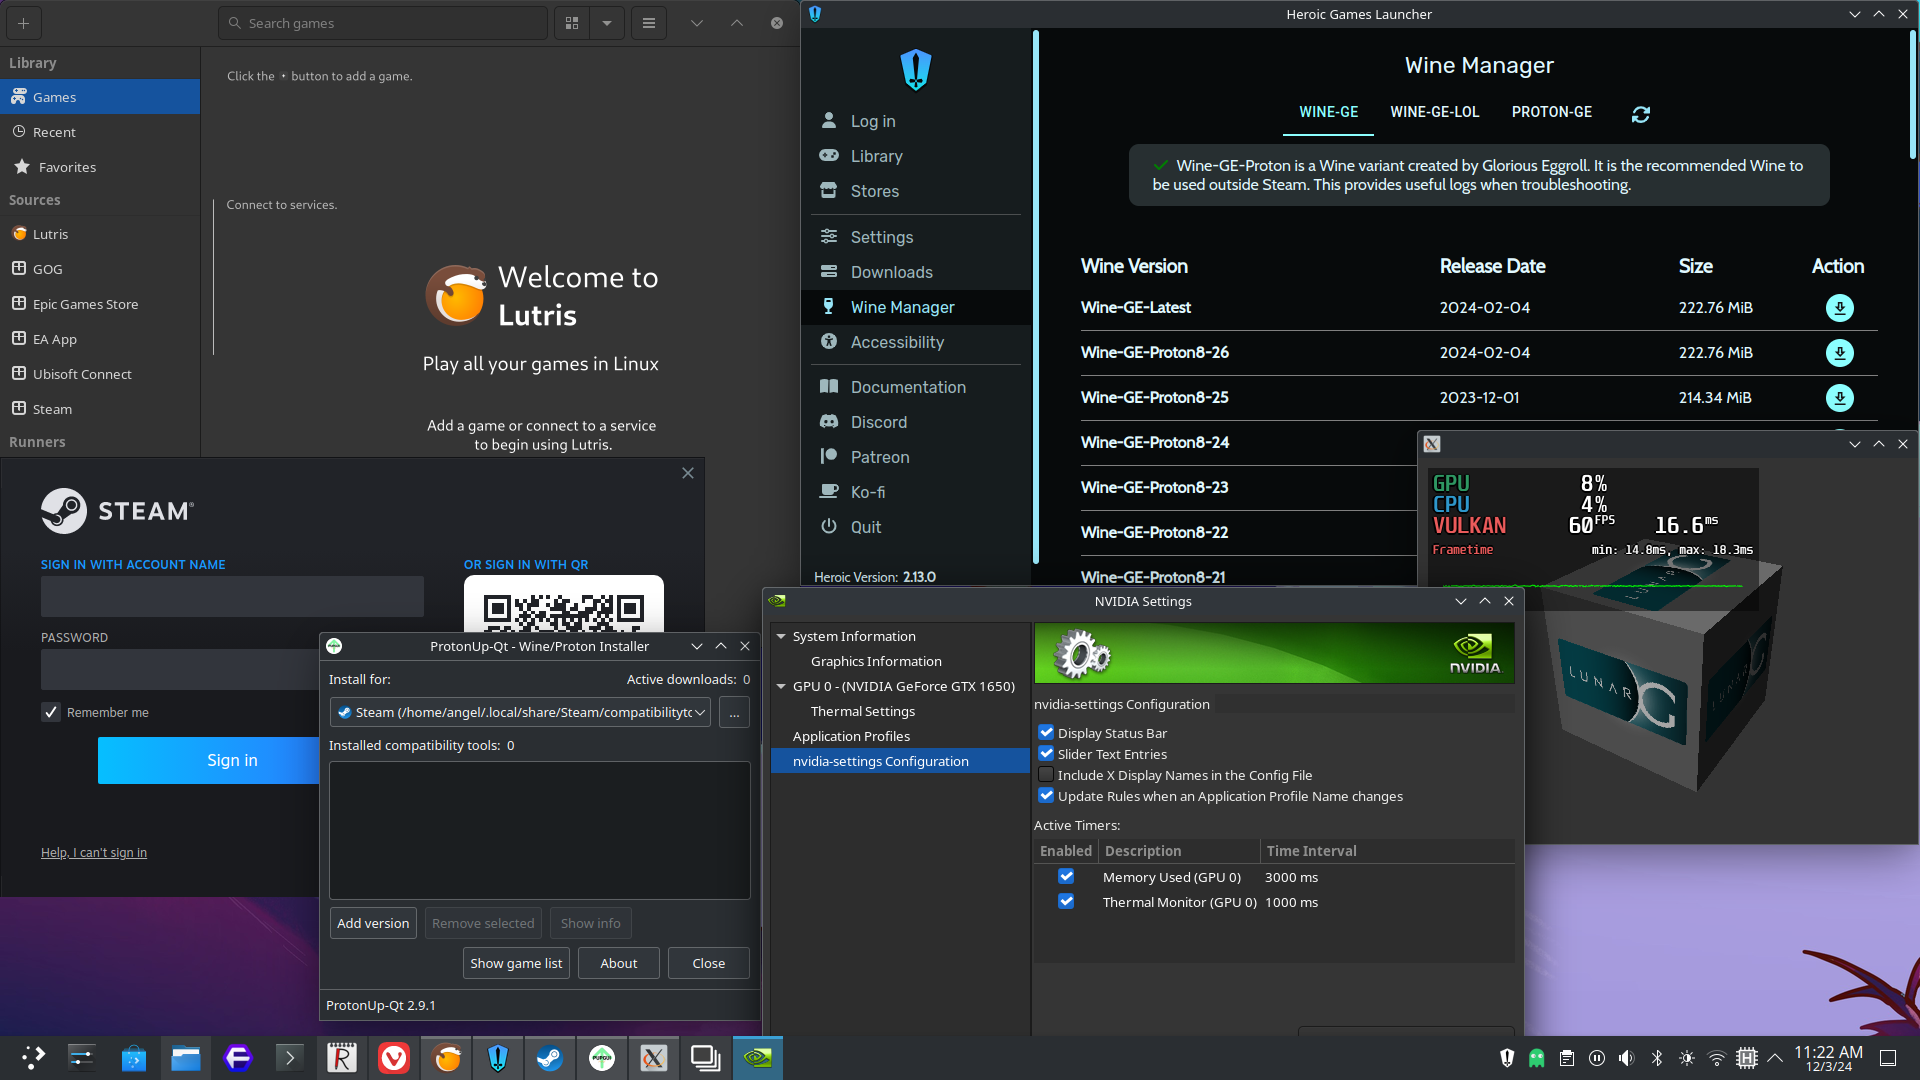 Search games
Library
Games
Recent
Favorites
Sources
Lutris
GOG
Epic Games Store
EA App
Ubisoft Connect
Steam
Runners
Click the button to add a game.
Connect to services.
Welcome to
Lutris
Play all your games in Linux
Add a game or connect to a service
to begin using Lutris.
Heroic Games Launcher
Log in
Library
Stores
Settings
Downloads
Wine Manager
Accessibility
Documentation
Discord
Patreon
Ko-fi
Quit
Heroic Version: 2.13.0
Wine Manager
WINE-GE WINE-GE-LOL PROTON-GE
Wine-GE-Proton is a Wine variant created by Glorious Eggroll. It is the recommended Wine to
be used outside Steam. This provides useful logs when troubleshooting.
Wine Version Release Date Size Action
Wine-GE-Latest 2024-02-04 222.76 MiB
Wine-GE-Proton8-26 2024-02-04 222.76 MiB
Wine-GE-Proton8-25 2023-12-01 214.34 MiB
Wine-GE-Proton8-24
Wine-GE-Proton8-23
Wine-GE-Proton8-22
Wine-GE-Proton8-21
GPU 8%
CPU 4%
VULKAN 60 FPS 16.6 ms
Frametime min: 14.8ms, max: 18.3ms
LUNARG
LUNARG
LUNARG
STEAM®
SIGN IN WITH ACCOUNT NAME
OR SIGN IN WITH QR
PASSWORD
Remember me
Sign in
Help, I can't sign in
ProtonUp-Qt - Wine/Proton Installer
Install for: Active downloads: 0
Steam (/home/angel/.local/share/Steam/compatibilityto
...
Installed compatibility tools: 0
Add version Remove selected Show info
Show game list About Close
ProtonUp-Qt 2.9.1
NVIDIA Settings
System Information
Graphics Information
GPU 0 - (NVIDIA GeForce GTX 1650)
Thermal Settings
Application Profiles
nvidia-settings Configuration
NVIDIA
nvidia-settings Configuration
Display Status Bar
Slider Text Entries
Include X Display Names in the Config File
Update Rules when an Application Profile Name changes
Active Timers:
Enabled Description Time Interval
Memory Used (GPU 0) 3000 ms
Thermal Monitor (GPU 0) 1000 ms
11:22 AM
12/3/24